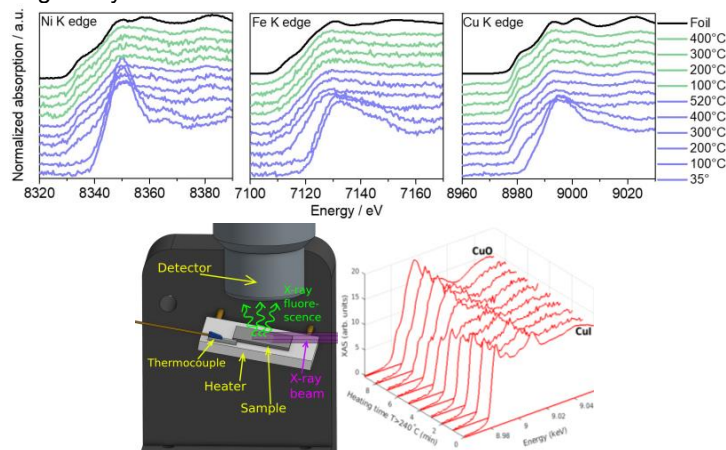 Ni K edge
Fe K edge
Cu K edge
Foil
400°C
300°C
200°C
100°C
520°C
400°C
300°C
200°C
100°C
35°
Normalized absorption / a.u.
8320 8340 8360 8380
7100 7120 7140 7160
8960 8980 9000 9020
Energy / eV
Detector
X-ray
fluore-
scence
Thermocouple
Heater
Sample
X-ray
beam
CuO
CuI
XAS (arb. units)
20
15
10
5
0
8 6 4 2 0
Heating time T>240°C (min)
8.98 9 9.02 9.04
Energy (keV)